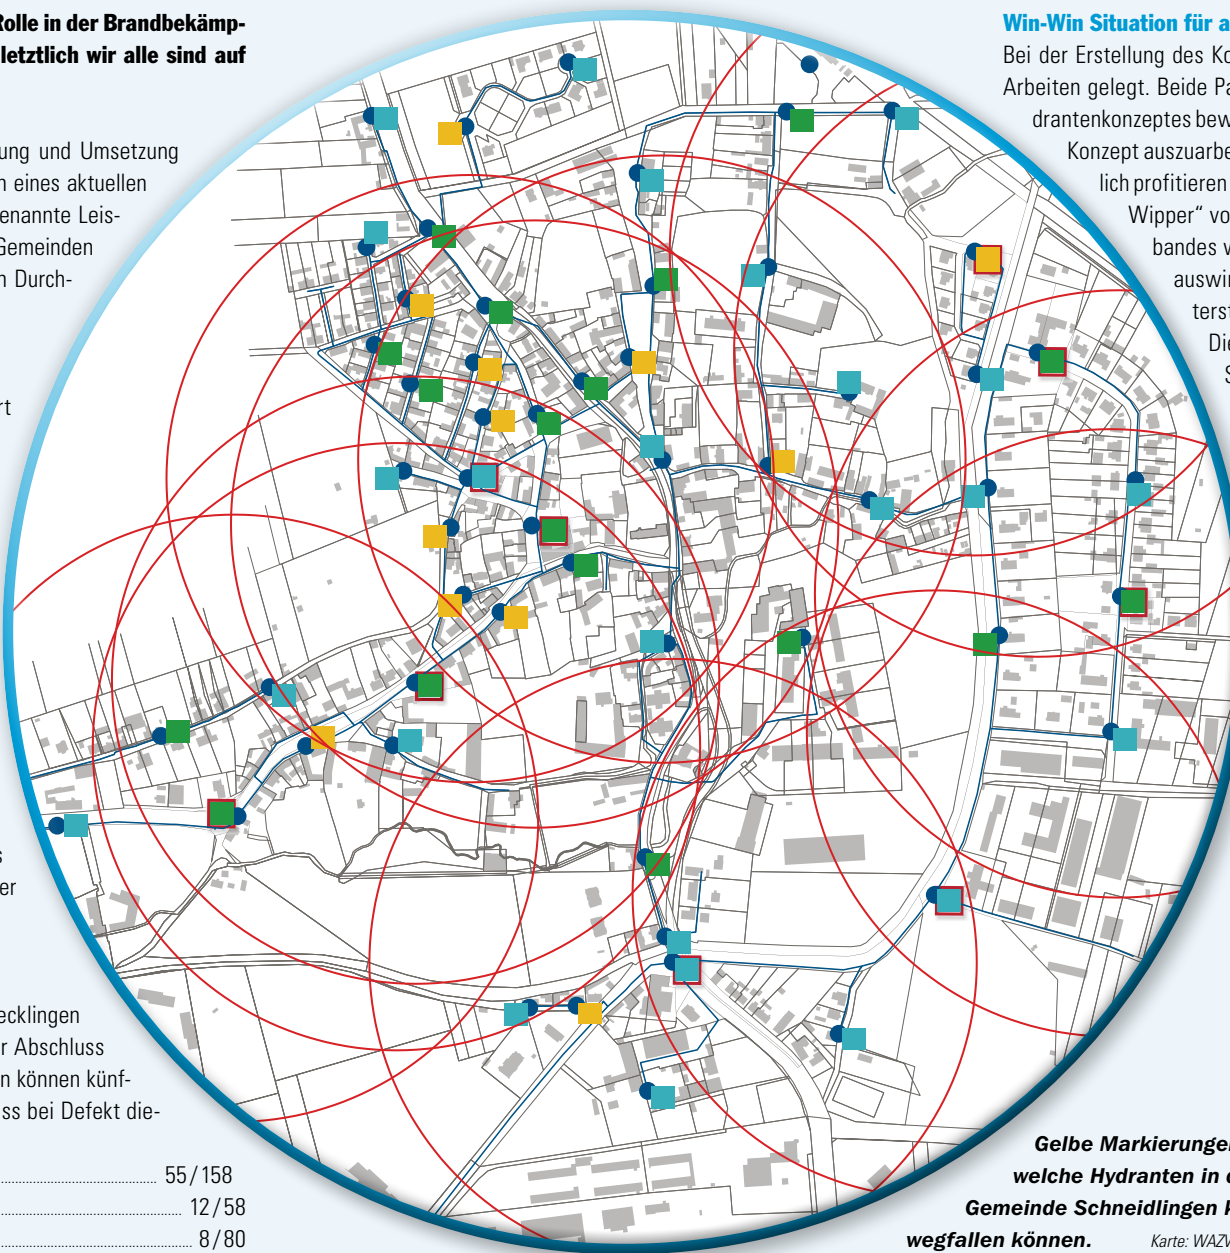 Rolle in der Brandbekämp-
letztlich wir alle sind auf
ung und Umsetzung
eines aktuellen
enannte Leis-
Gemeinden
Durch-
rt
s
er
ecklingen
r Abschluss
n können künf-
ss bei Defekt die-
55/158
12/58
8/80
Win-Win Situation für a
Bei der Erstellung des Ko
Arbeiten gelegt. Beide Pa
drantenkonzeptes bew
Konzept auszuarbe
lich profitieren
Wipper“ vo
bandes v
auswir
terst
Die
S
Gelbe Markierunge
welche Hydranten in d
Gemeinde Schneidlingen k
wegfallen können.
Karte: WAZV